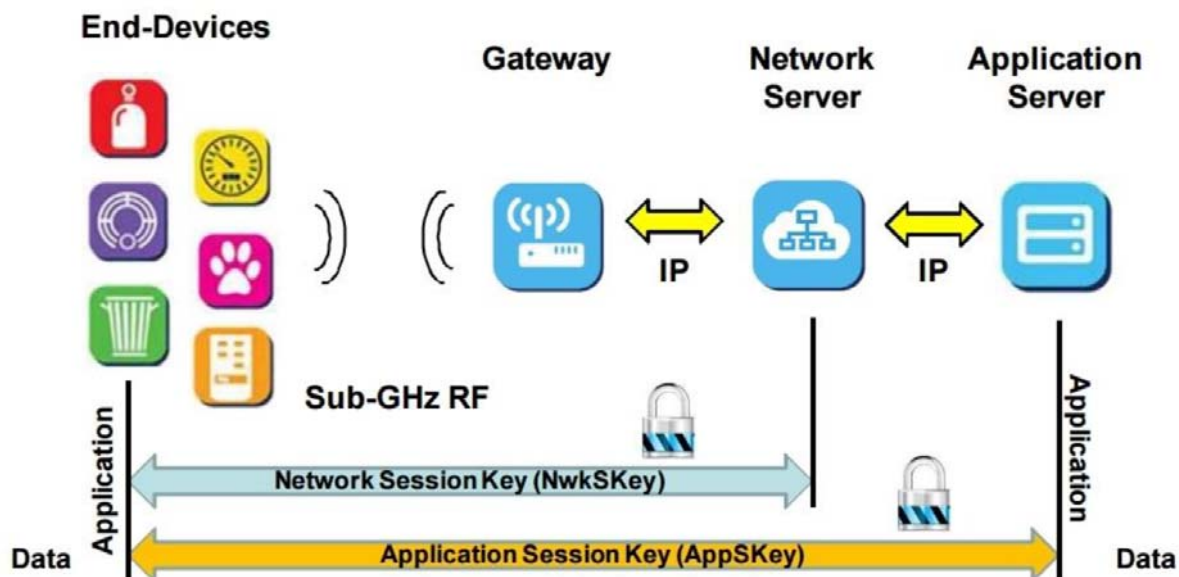 End-Devices
Gateway
Network
Server
Application
Server
IP
IP
Sub-GHz RF
Application
Application
Network Session Key (NwkSKey)
Data
Application Session Key (AppSKey)
Data